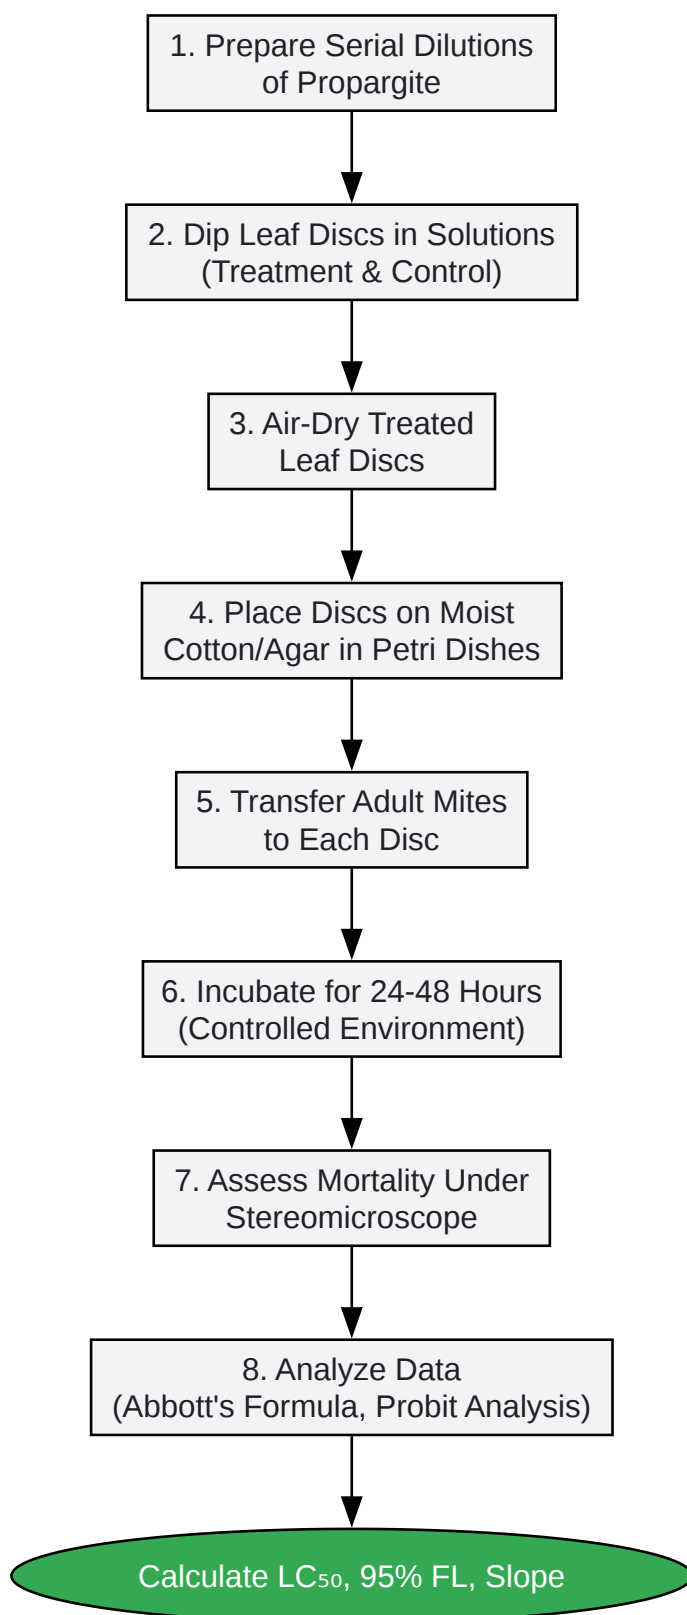 1. Prepare Serial Dilutions
of Propargite
2. Dip Leaf Discs in Solutions
(Treatment & Control)
3. Air-Dry Treated
Leaf Discs
4. Place Discs on Moist
Cotton/Agar in Petri Dishes
5. Transfer Adult Mites
to Each Disc
6. Incubate for 24-48 Hours
(Controlled Environment)
7. Assess Mortality Under
Stereomicroscope
8. Analyze Data
(Abbott's Formula, Probit Analysis)
Calculate LC₅₀, 95% FL, Slope